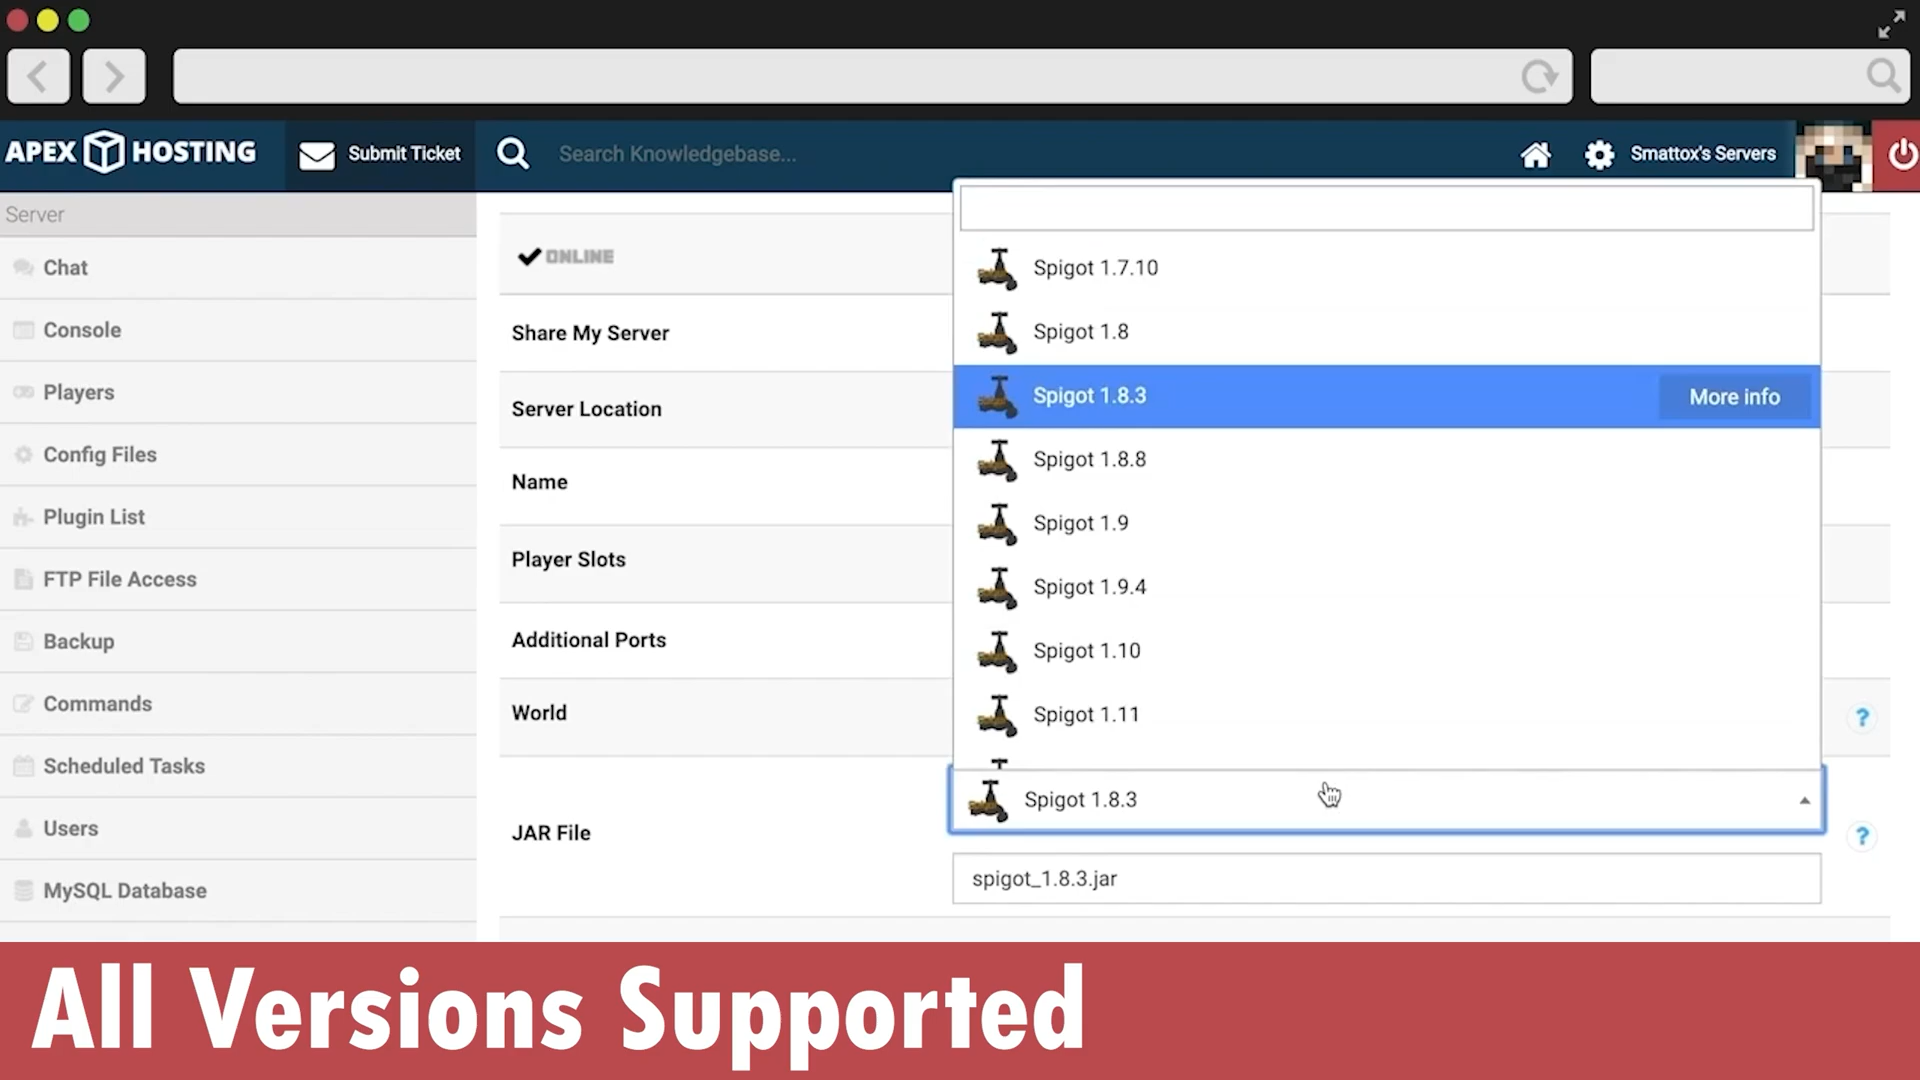 APEX HOSTING
Submit Ticket
Search Knowledgebase...
Smattox's Servers
Server
Chat
Console
Players
Config Files
Plugin List
FTP File Access
Backup
Commands
Scheduled Tasks
Users
MySQL Database
ONLINE
Share My Server
Server Location
Name
Player Slots
Additional Ports
World
JAR File
Spigot 1.7.10
Spigot 1.8
Spigot 1.8.3
More info
Spigot 1.8.8
Spigot 1.9
Spigot 1.9.4
Spigot 1.10
Spigot 1.11
?
Spigot 1.8.3
?
spigot_1.8.3.jar
All Versions Supported